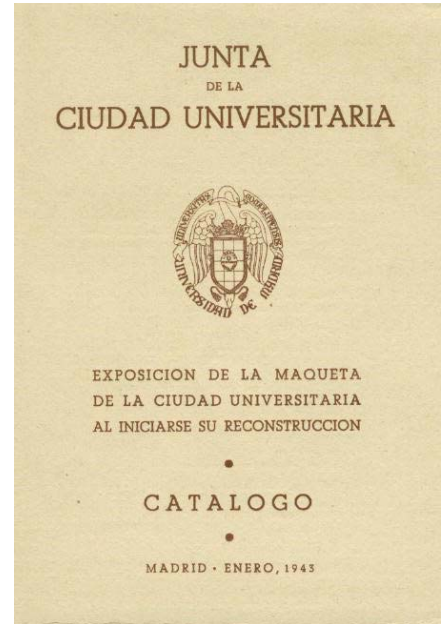 JUNTA
DE LA
CIUDAD UNIVERSITARIA
UNIVERSIDAD DE MADRID
EXPOSICION DE LA MAQUETA
DE LA CIUDAD UNIVERSITARIA
AL INICIARSE SU RECONSTRUCCION
•
CATALOGO
•
MADRID · ENERO, 1943